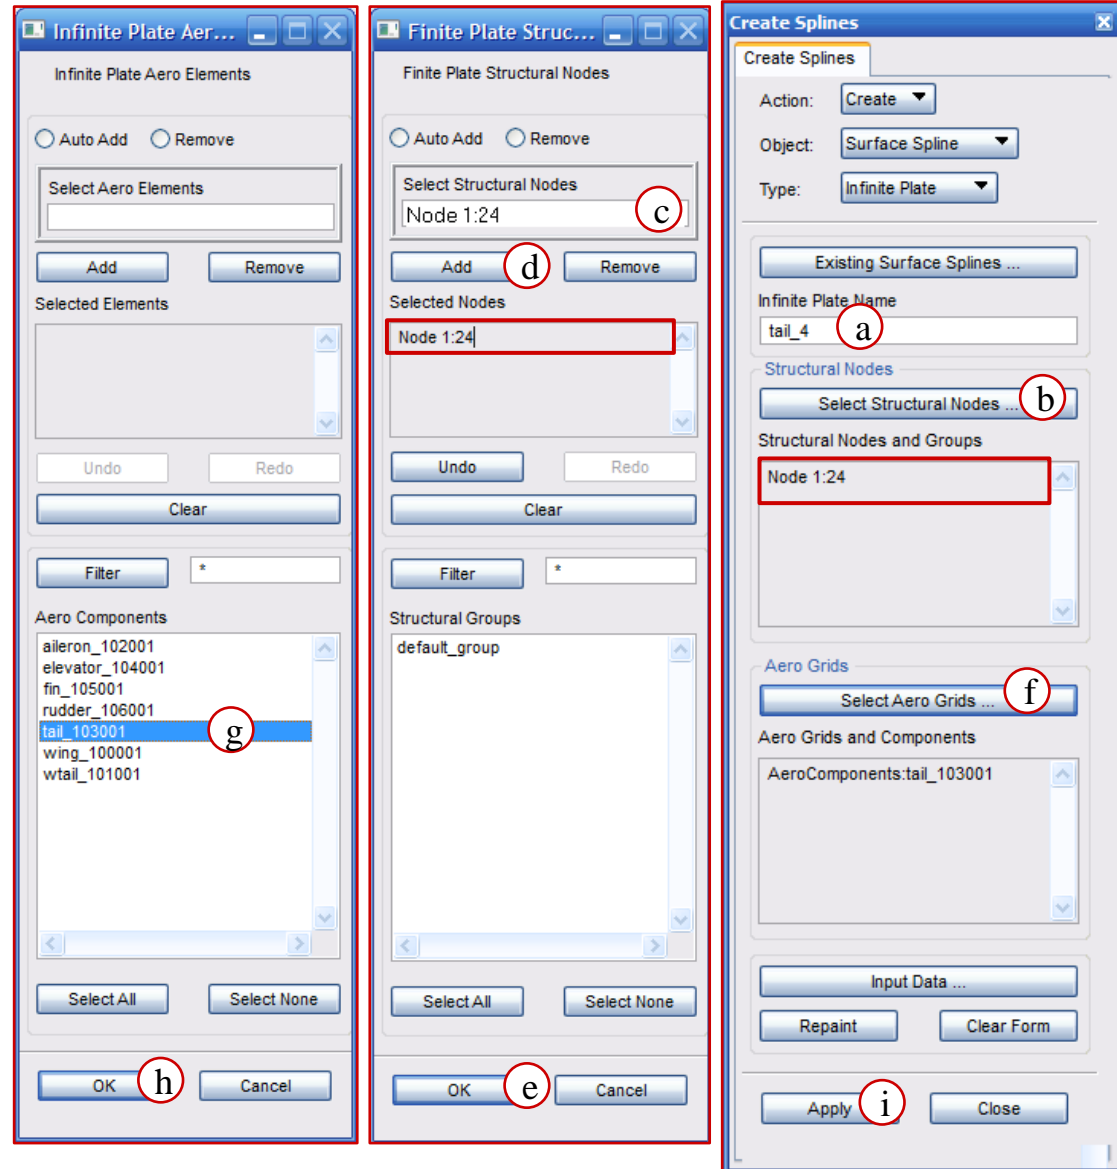 Infinite Plate Aer...
Infinite Plate Aero Elements
Auto Add Remove
Select Aero Elements
Add Remove
Selected Elements
Undo Redo
Clear
Filter *
Aero Components
aileron_102001
elevator_104001
fin_105001
rudder_106001
tail_103001 g
wing_100001
wtail_101001
Select All Select None
OK h Cancel
Finite Plate Struc...
Finite Plate Structural Nodes
Auto Add Remove
Select Structural Nodes
Node 1:24 c
Add d Remove
Selected Nodes
Node 1:24
Undo Redo
Clear
Filter *
Structural Groups
default_group
Select All Select None
OK e Cancel
Create Splines
Create Splines
Action: Create
Object: Surface Spline
Type: Infinite Plate
Existing Surface Splines ...
Infinite Plate Name
tail_4 a
Structural Nodes
Select Structural Nodes ... b
Structural Nodes and Groups
Node 1:24
Aero Grids
Select Aero Grids ... f
Aero Grids and Components
AeroComponents:tail_103001
Input Data ...
Repaint Clear Form
Apply i Close